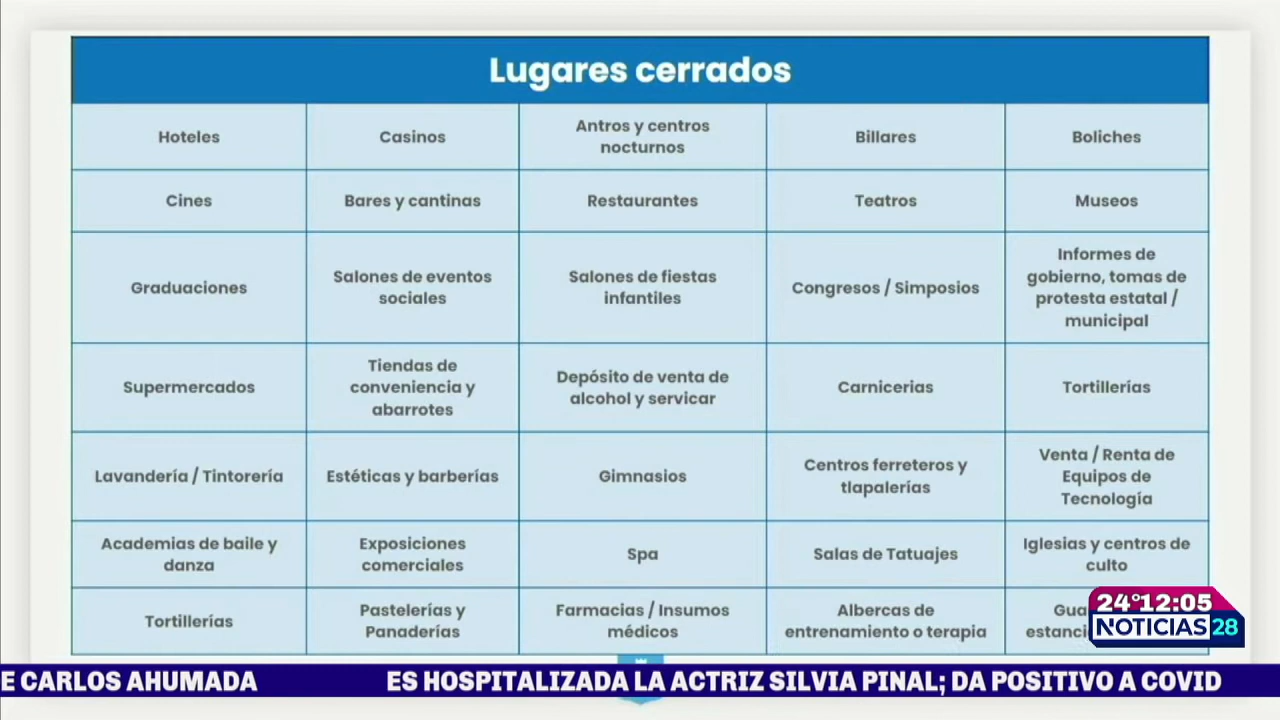 Lugares cerrados
Hoteles
Casinos
Antros y centros
nocturnos
Billares
Boliches
Cines
Bares y cantinas
Restaurantes
Teatros
Museos
Graduaciones
Salones de eventos
sociales
Salones de fiestas
infantiles
Congresos / Simposios
Informes de
gobierno, tomas de
protesta estatal /
municipal
Supermercados
Tiendas de
conveniencia y
abarrotes
Depósito de venta de
alcohol y servicar
Carnicerias
Tortillerías
Lavandería / Tintorería
Estéticas y barberías
Gimnasios
Centros ferreteros y
tlapalerías
Venta / Renta de
Equipos de
Tecnología
Academias de baile y
danza
Exposiciones
comerciales
Spa
Salas de Tatuajes
Iglesias y centros de
culto
Tortillerías
Pastelerías y
Panaderías
Farmacias / Insumos
médicos
Albercas de
entrenamiento o terapia
24°12:05
NOTICIAS 28
E CARLOS AHUMADA ES HOSPITALIZADA LA ACTRIZ SILVIA PINAL; DA POSITIVO A COVID